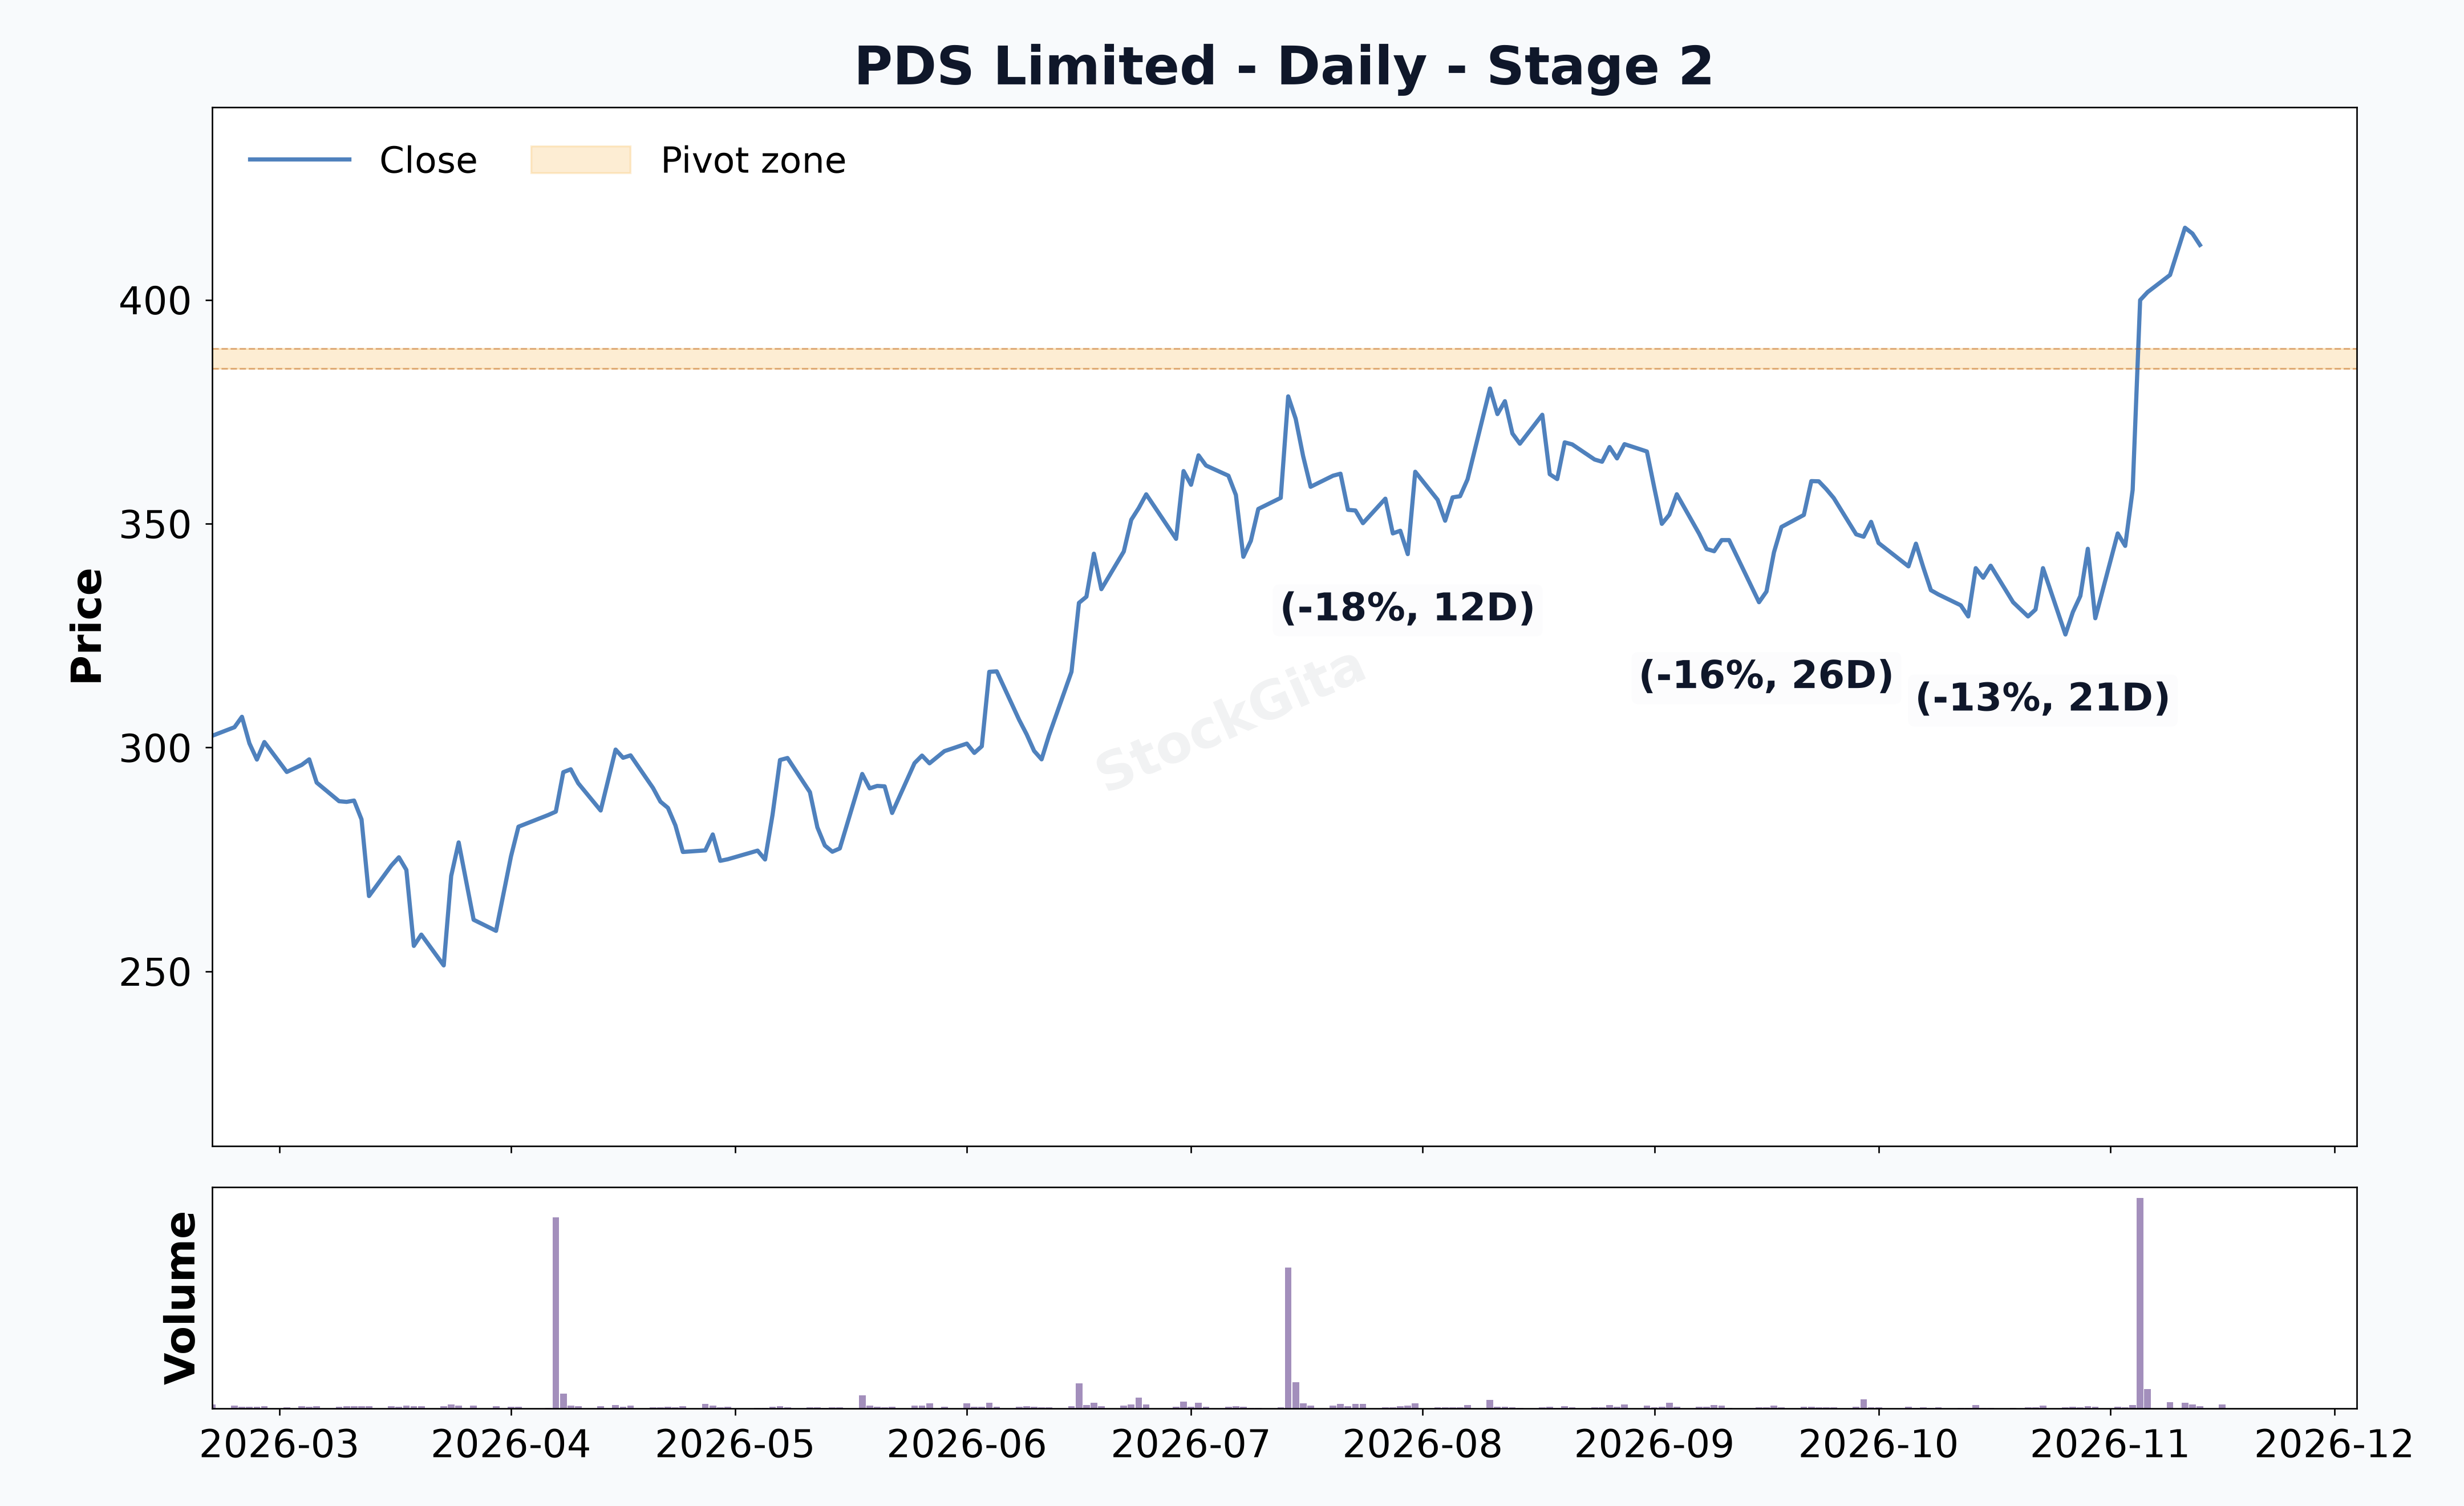 PDS Limited - Daily - Stage 2
Close
Pivot zone
Price
400
350
300
250
(-18%, 12D)
(-16%, 26D)
(-13%, 21D)
StockGita
Volume
2026-03
2026-04
2026-05
2026-06
2026-07
2026-08
2026-09
2026-10
2026-11
2026-12